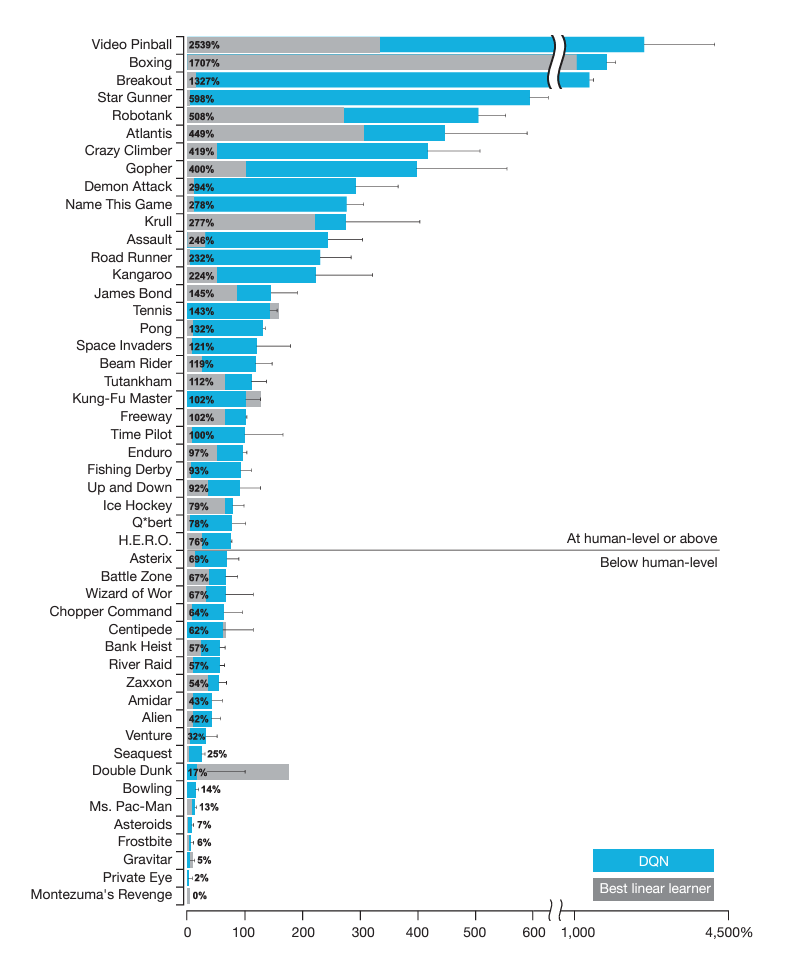 Video Pinball 2539%
Boxing 1707%
Breakout 1327%
Star Gunner 598%
Robotank 508%
Atlantis 449%
Crazy Climber 419%
Gopher 400%
Demon Attack 294%
Name This Game 278%
Krull 277%
Assault 246%
Road Runner 232%
Kangaroo 224%
James Bond 145%
Tennis 143%
Pong 132%
Space Invaders 121%
Beam Rider 119%
Tutankham 112%
Kung-Fu Master 102%
Freeway 102%
Time Pilot 100%
Enduro 97%
Fishing Derby 93%
Up and Down 92%
Ice Hockey 79%
Q*bert 78%
H.E.R.O. 76%
At human-level or above
Asterix 69%
Below human-level
Battle Zone 67%
Wizard of Wor 67%
Chopper Command 64%
Centipede 62%
Bank Heist 57%
River Raid 57%
Zaxxon 54%
Amidar 43%
Alien 42%
Venture 32%
Seaquest 25%
Double Dunk 17%
Bowling 14%
Ms. Pac-Man 13%
Asteroids 7%
Frostbite 6%
Gravitar 5%
Private Eye 2%
Montezuma's Revenge 0%
DQN
Best linear learner
0 100 200 300 400 500 600 1,000 4,500%